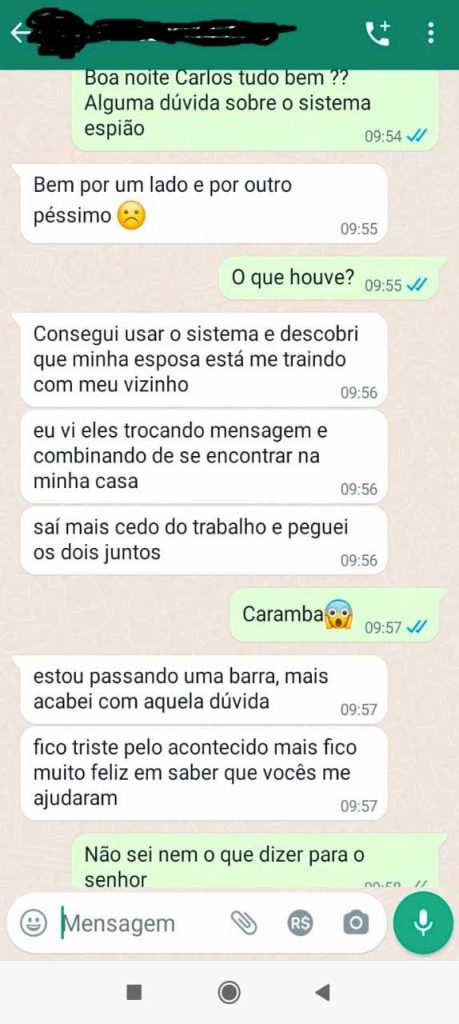 Boa noite Carlos tudo bem ??
Alguma dúvida sobre o sistema
espião
09:54
Bem por um lado e por outro
péssimo ☹️
09:55
O que houve?
09:55
Consegui usar o sistema e descobri
que minha esposa está me traindo
com meu vizinho
09:56
eu vi eles trocando mensagem e
combinando de se encontrar na
minha casa
09:56
saí mais cedo do trabalho e peguei
os dois juntos
09:56
Caramba😱
09:57
estou passando uma barra, mais
acabei com aquela dúvida
09:57
fico triste pelo acontecido mais fico
muito feliz em saber que vocês me
ajudaram
09:57
Não sei nem o que dizer para o
senhor
Mensagem
R$